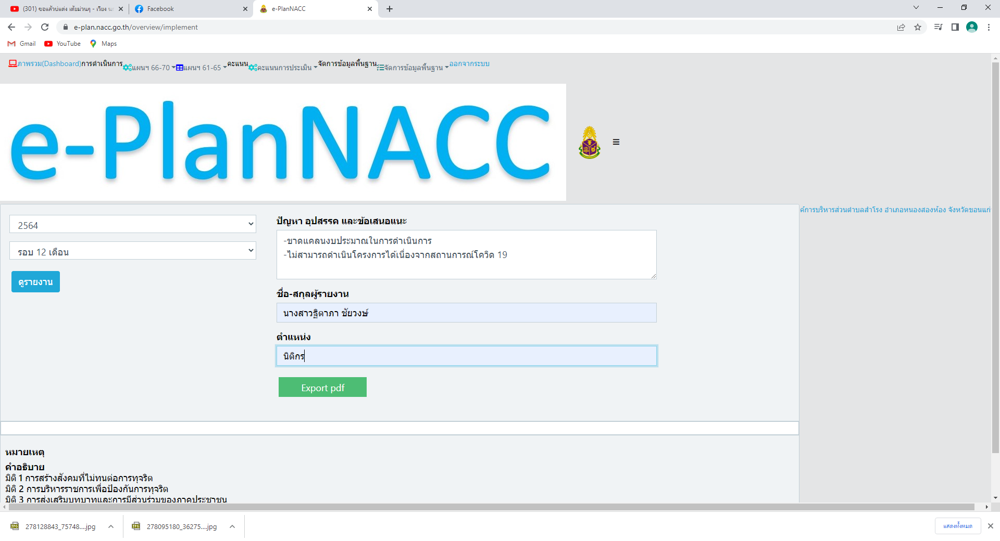 (301) ขอแล้วบ่แต่ง เต้ยม่วนๆ - เวียง
Facebook
e-PlanNACC
e-plan.nacc.go.th/overview/implement
Gmail
YouTube
Maps
ภาพรวม(Dashboard)การดำเนินการ แผนฯ 66-70 แผนฯ 61-65 คะแนน คะแนนการประเมิน จัดการข้อมูลพื้นฐาน จัดการข้อมูลพื้นฐาน ออกจากระบบ
e-PlanNACC
ค์การบริหารส่วนตำบลสำโรง อำเภอหนองสองห้อง จังหวัดขอนแก่
2564
รอบ 12 เดือน
ดูรายงาน
ปัญหา อุปสรรค และข้อเสนอแนะ
-ขาดแคลนงบประมาณในการดำเนินการ
-ไม่สามารถดำเนินโครงการได้เนื่องจากสถานการณ์โควิด 19
ชื่อ-สกุลผู้รายงาน
นางสาวฐิตาภา ชัยวงษ์
ตำแหน่ง
นิติกร
Export pdf
หมายเหตุ
คำอธิบาย
มิติ 1 การสร้างสังคมที่ไม่ทนต่อการทุจริต
มิติ 2 การบริหารราชการเพื่อป้องกันการทุจริต
มิติ 3 การส่งเสริมบทบาทและการมีส่วนร่วมของภาคประชาชน
278128843_75748....jpg
278095180_36275....jpg
แสดงทั้งหมด